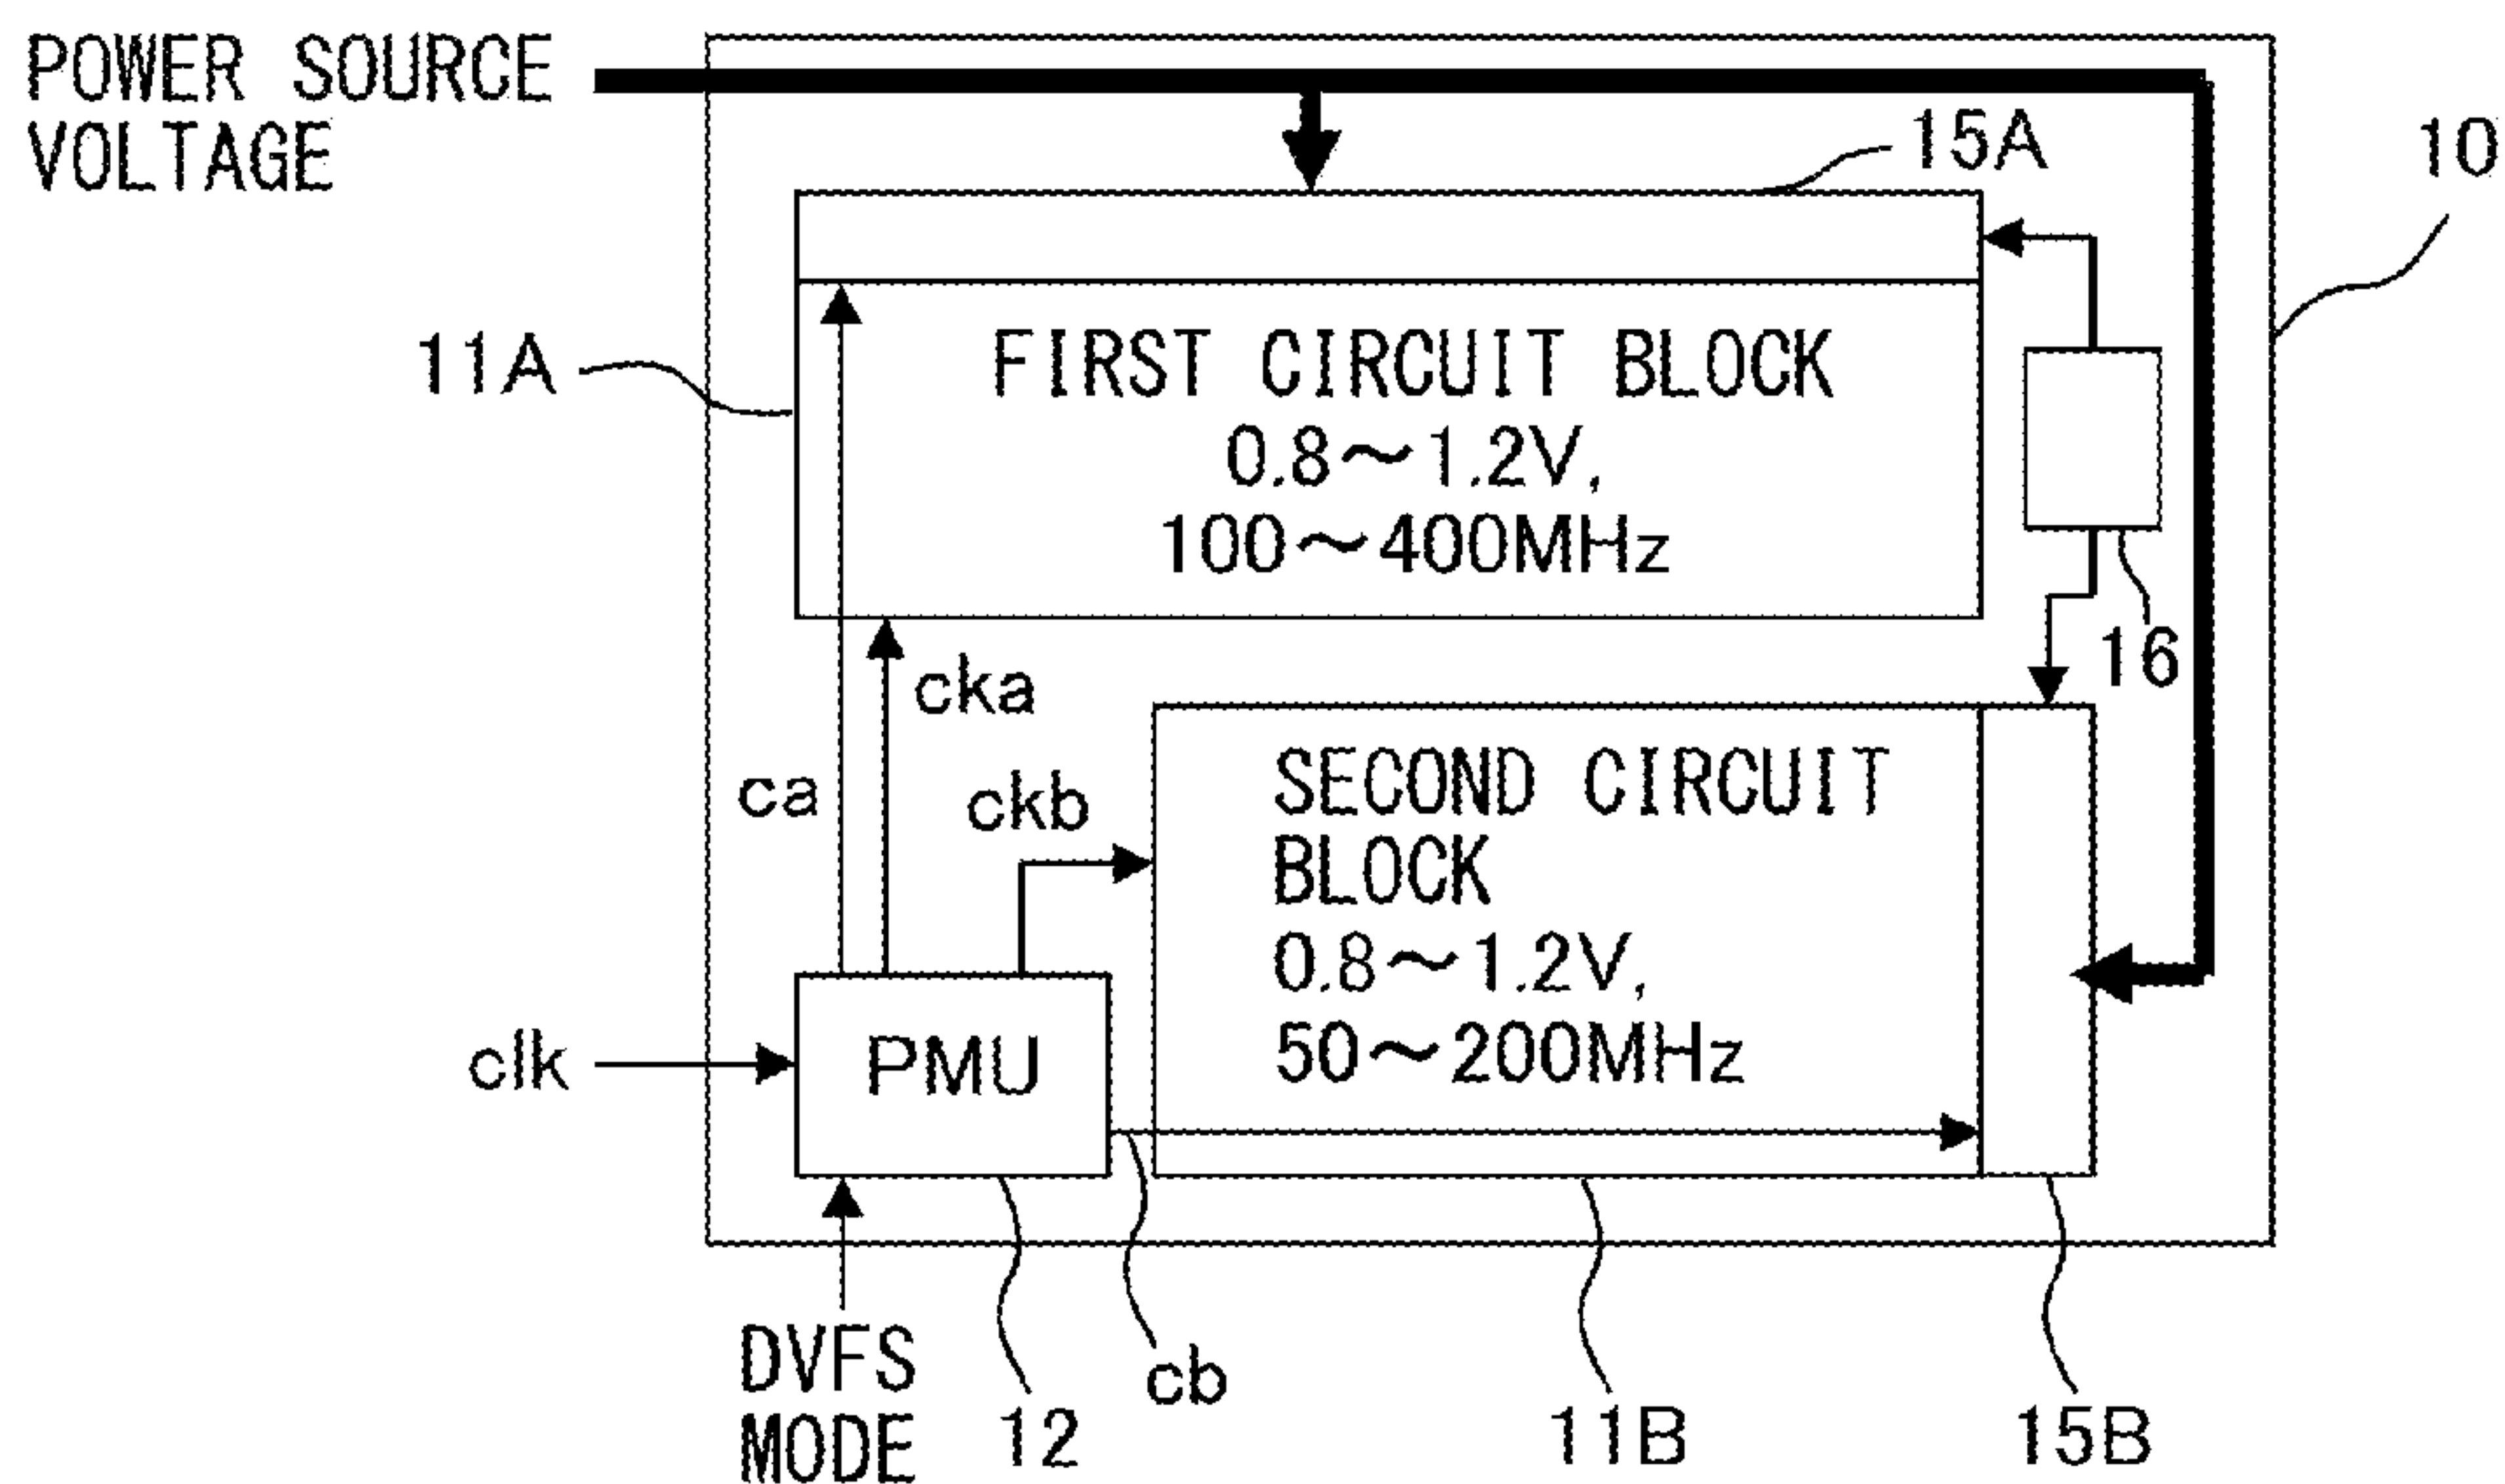 POWER SOURCE
VOLTAGE
15A
10
11A
FIRST CIRCUIT BLOCK
0.8～1.2V,
100～400MHz
16
cka
ca
ckb
SECOND CIRCUIT
BLOCK
0.8～1.2V,
50～200MHz
clk
PMU
DVFS
MODE
12
cb
11B
15B